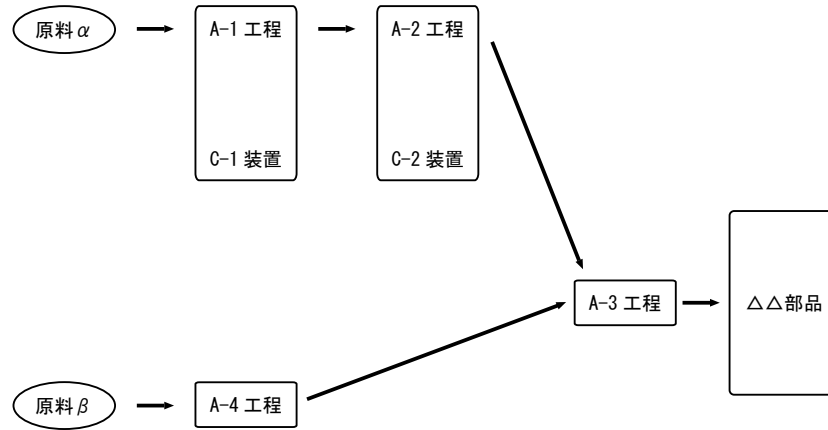 原料α
A-1 工程
A-2 工程
C-1 装置
C-2 装置
A-3 工程
△△部品
原料β
A-4 工程